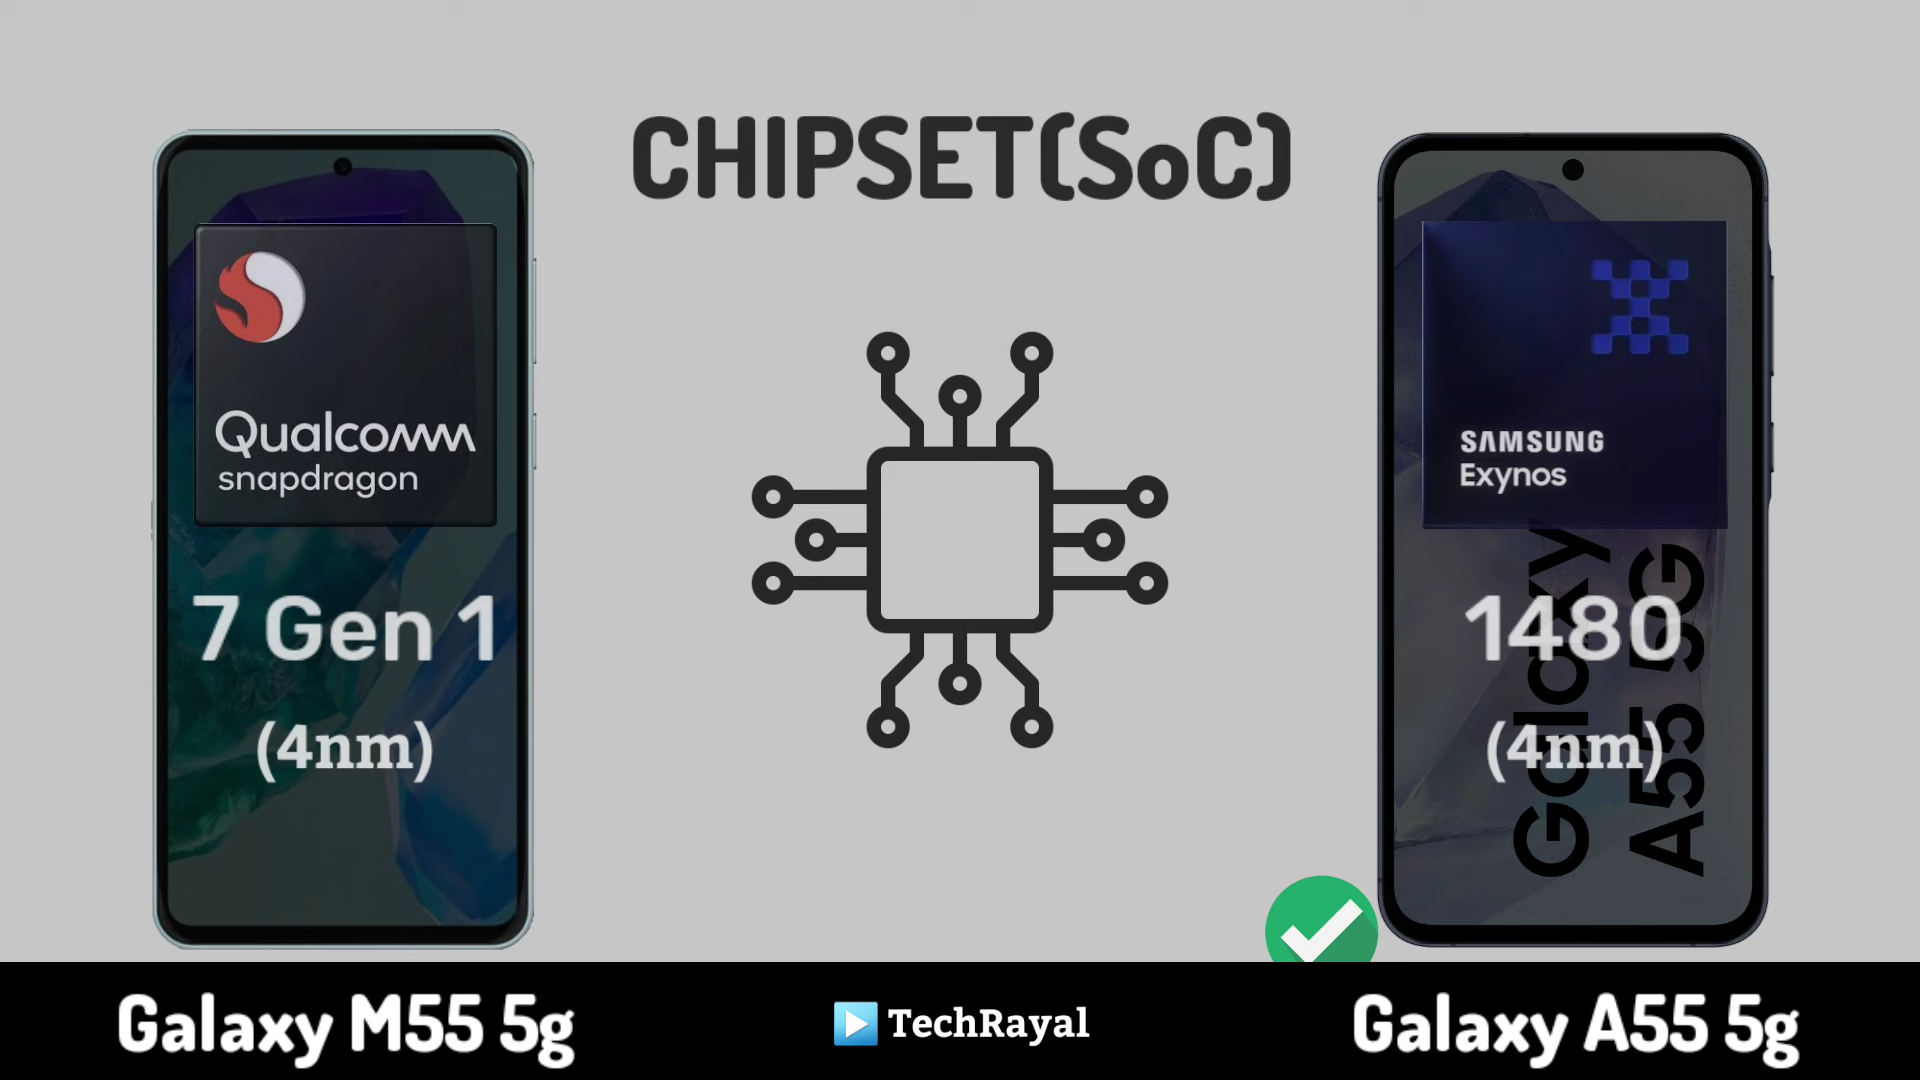 CHIPSET(SoC)
Qualcomm
snapdragon
7 Gen 1
(4nm)
SAMSUNG
Exynos
1480
(4nm)
Galaxy
A55 5G
Galaxy M55 5g
TechRayal
Galaxy A55 5g